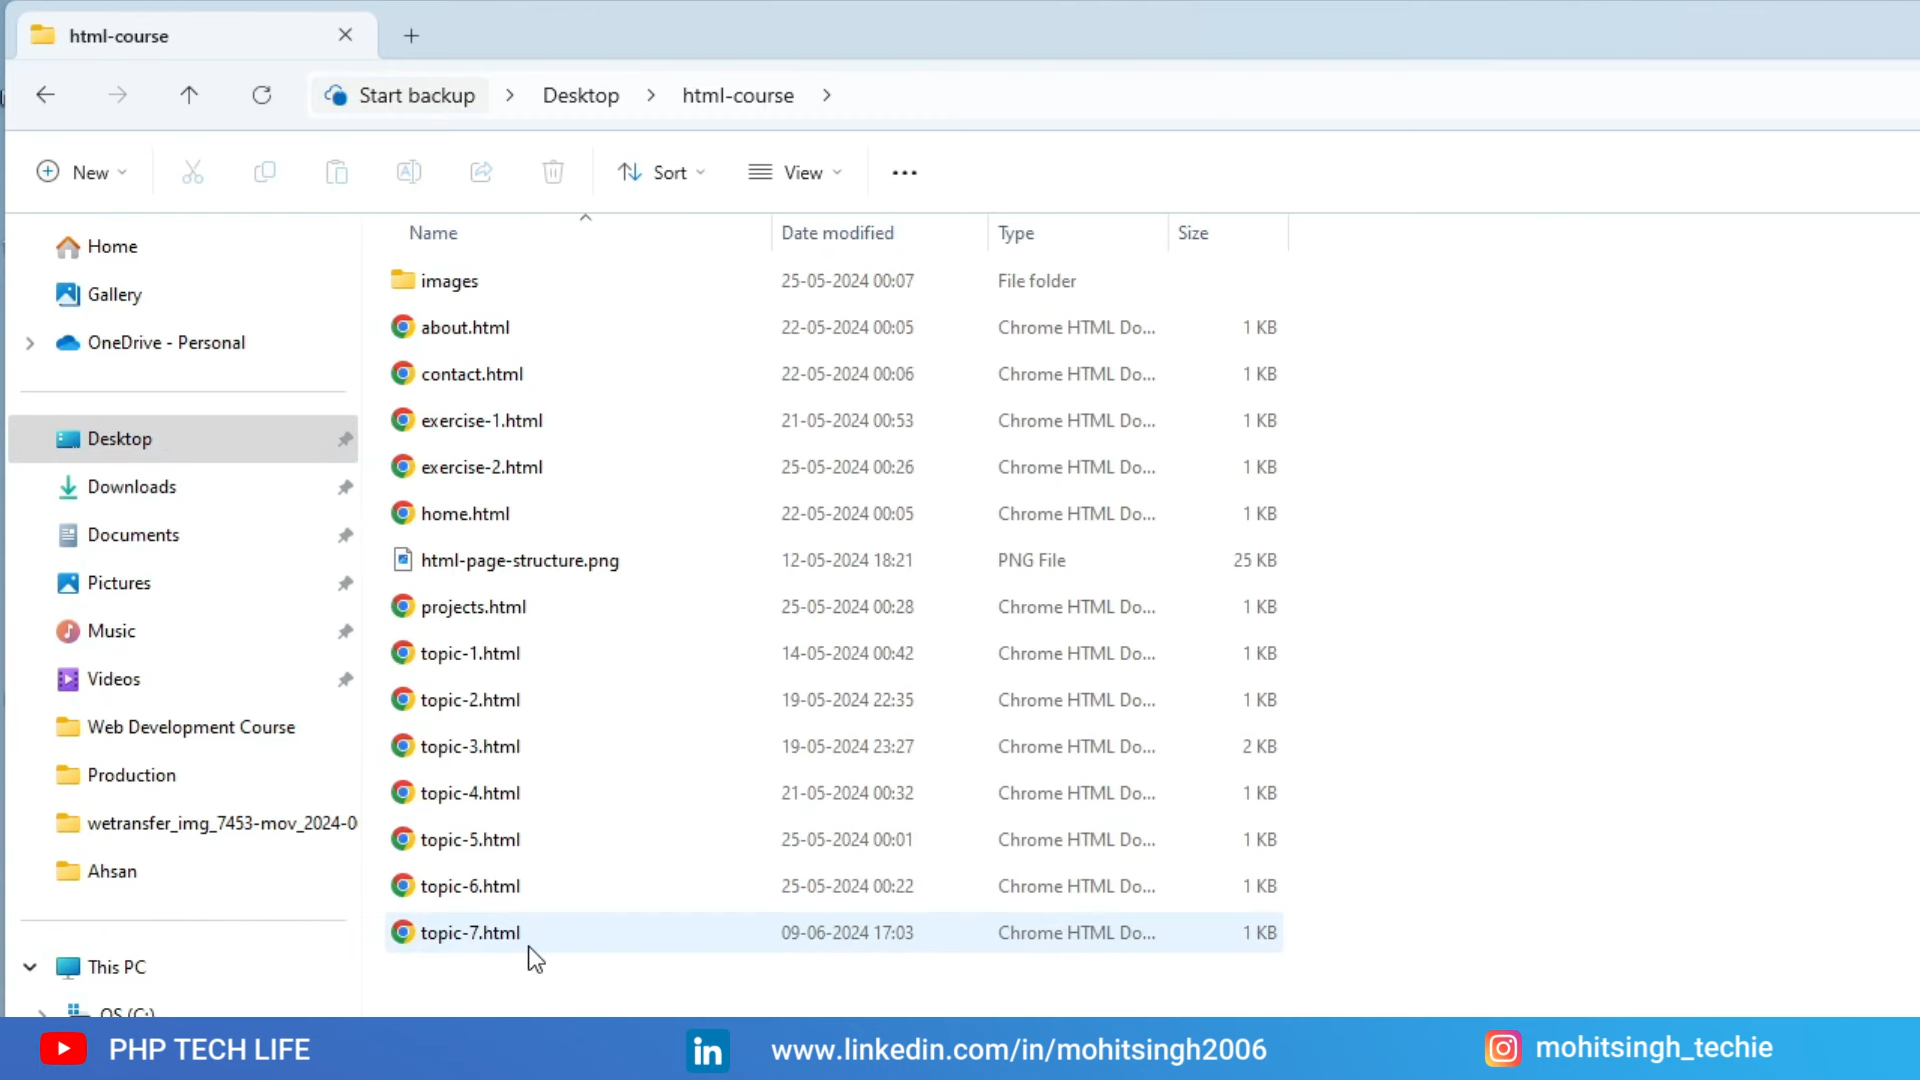 html-course
Start backup > Desktop > html-course >
New Sort View ...
Name Date modified Type Size
Home
Gallery
OneDrive - Personal
Desktop
Downloads
Documents
Pictures
Music
Videos
Web Development Course
Production
wetransfer_img_7453-mov_2024-0
Ahsan
This PC
OS (C:)
images 25-05-2024 00:07 File folder
about.html 22-05-2024 00:05 Chrome HTML Do... 1 KB
contact.html 22-05-2024 00:06 Chrome HTML Do... 1 KB
exercise-1.html 21-05-2024 00:53 Chrome HTML Do... 1 KB
exercise-2.html 25-05-2024 00:26 Chrome HTML Do... 1 KB
home.html 22-05-2024 00:05 Chrome HTML Do... 1 KB
html-page-structure.png 12-05-2024 18:21 PNG File 25 KB
projects.html 25-05-2024 00:28 Chrome HTML Do... 1 KB
topic-1.html 14-05-2024 00:42 Chrome HTML Do... 1 KB
topic-2.html 19-05-2024 22:35 Chrome HTML Do... 1 KB
topic-3.html 19-05-2024 23:27 Chrome HTML Do... 2 KB
topic-4.html 21-05-2024 00:32 Chrome HTML Do... 1 KB
topic-5.html 25-05-2024 00:01 Chrome HTML Do... 1 KB
topic-6.html 25-05-2024 00:22 Chrome HTML Do... 1 KB
topic-7.html 09-06-2024 17:03 Chrome HTML Do... 1 KB
PHP TECH LIFE
in www.linkedin.com/in/mohitsingh2006
mohitsingh_techie